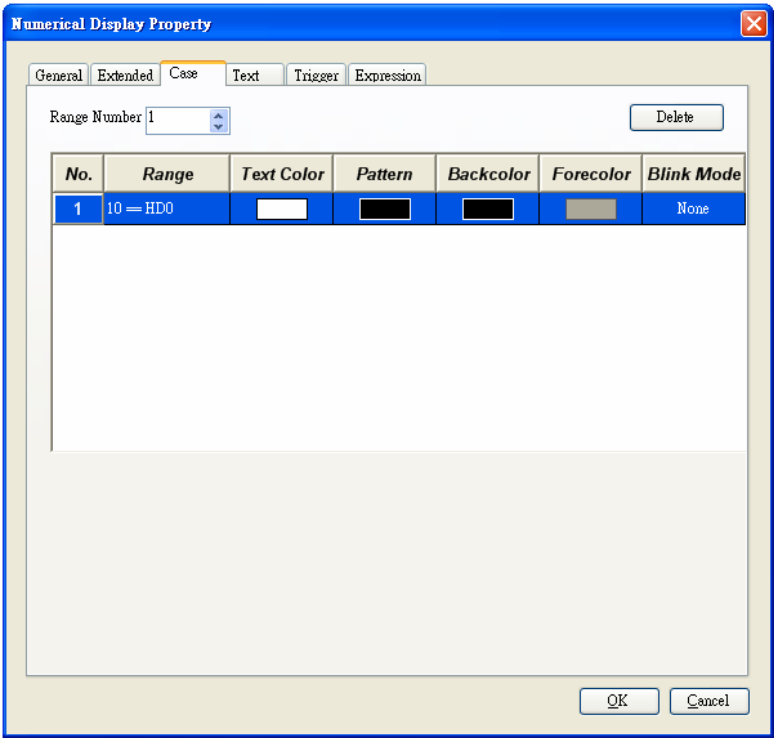 Numerical Display Property
General Extended Case Text Trigger Expression
Range Number 1 Delete
No. Range Text Color Pattern Backcolor Forecolor Blink Mode
1 10 == HD0 None
OK Cancel